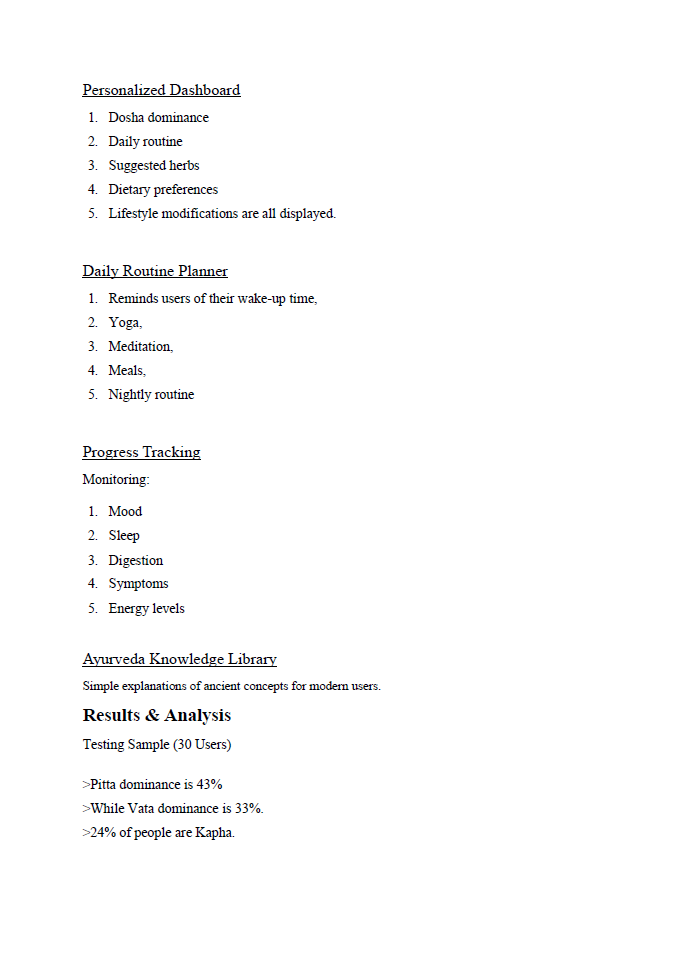 Personalized Dashboard
1. Dosha dominance
2. Daily routine
3. Suggested herbs
4. Dietary preferences
5. Lifestyle modifications are all displayed.
Daily Routine Planner
1. Reminds users of their wake-up time,
2. Yoga,
3. Meditation,
4. Meals,
5. Nightly routine
Progress Tracking
Monitoring:
1. Mood
2. Sleep
3. Digestion
4. Symptoms
5. Energy levels
Ayurveda Knowledge Library
Simple explanations of ancient concepts for modern users.
Results & Analysis
Testing Sample (30 Users)
>Pitta dominance is 43%
>While Vata dominance is 33%.
>24% of people are Kapha.